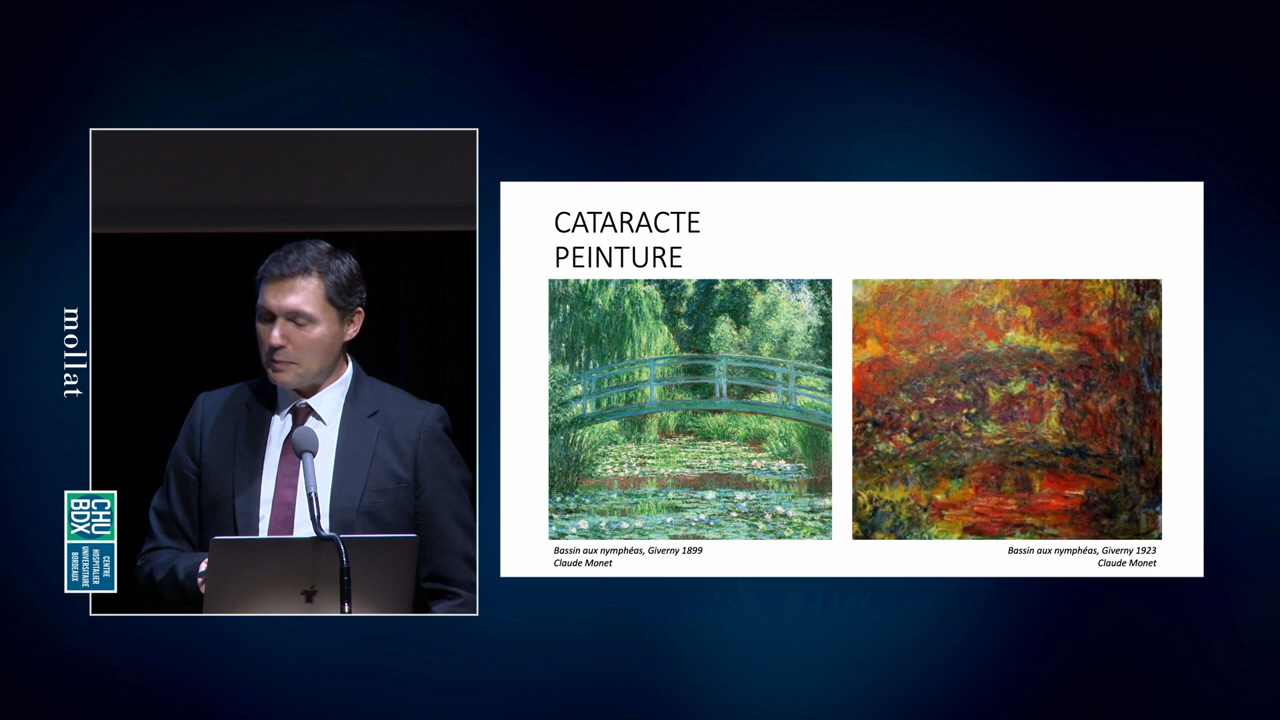 mollat
CHU
BDX
CENTRE
HOSPITALIER
UNIVERSITAIRE
BORDEAUX
CATARACTE
PEINTURE
Bassin aux nymphéas, Giverny 1899
Claude Monet
Bassin aux nymphéas, Giverny 1923
Claude Monet